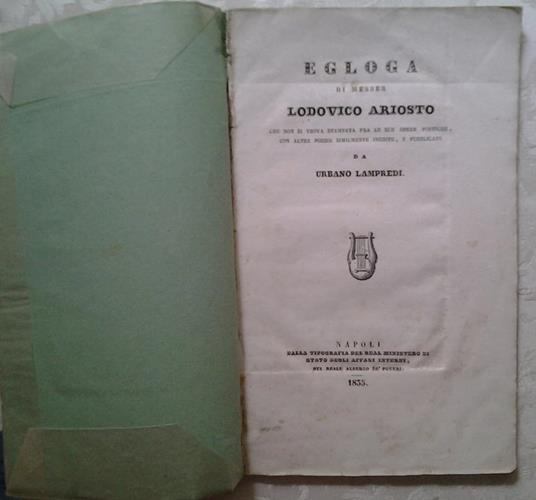 EGLOGA
DI MESSER
LODOVICO ARIOSTO
CHE NON SI TROVA STAMPATA FRA LE SUE OPERE POETICHE,
CON ALTRE POESIE SIMILMENTE INEDITE, E PUBBLICATE
DA
URBANO LAMPREDI.
NAPOLI
DALLA TIPOGRAFIA DEL REAL MINISTERO DI
STATO DEGLI AFFARI INTERNI,
NEL REALE ALBERGO DE' POVERI
1835.